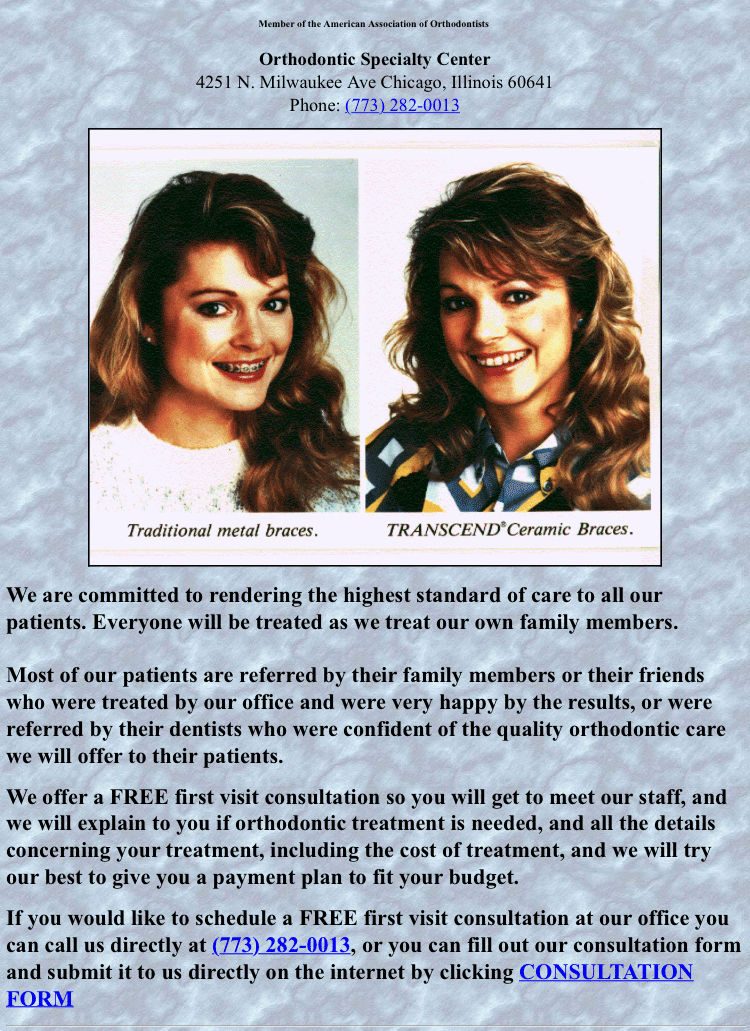 Member of the American Association of Orthodontists
Orthodontic Specialty Center
4251 N. Milwaukee Ave Chicago, Illinois 60641
Phone: (773) 282-0013
Traditional metal braces.
TRANSCEND®Ceramic Braces.
We are committed to rendering the highest standard of care to all our
patients. Everyone will be treated as we treat our own family members.
Most of our patients are referred by their family members or their friends
who were treated by our office and were very happy by the results, or were
referred by their dentists who were confident of the quality orthodontic care
we will offer to their patients.
We offer a FREE first visit consultation so you will get to meet our staff, and
we will explain to you if orthodontic treatment is needed, and all the details
concerning your treatment, including the cost of treatment, and we will try
our best to give you a payment plan to fit your budget.
If you would like to schedule a FREE first visit consultation at our office you
can call us directly at (773) 282-0013, or you can fill out our consultation form
and submit it to us directly on the internet by clicking CONSULTATION
FORM